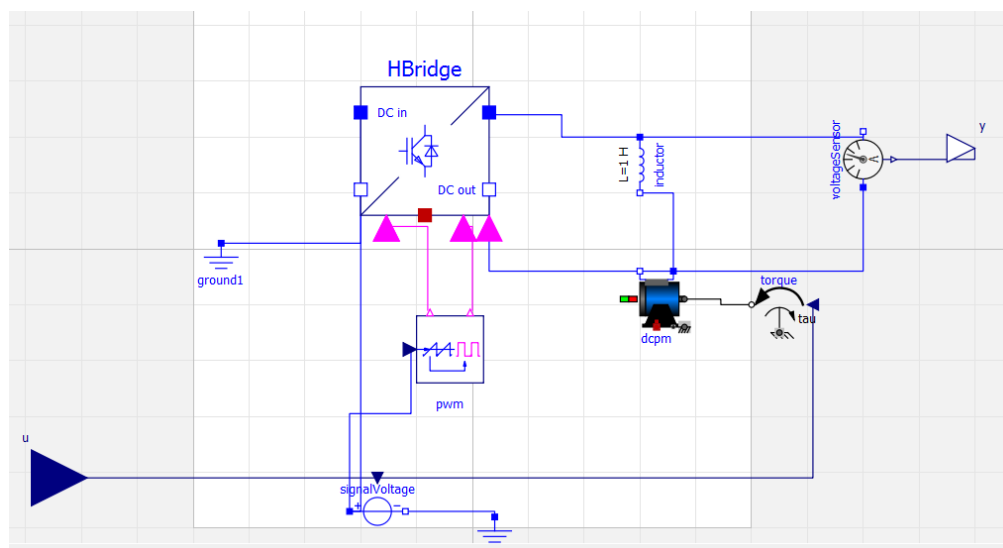 HBridge
DC in
DC out
L=1 H
inductor
voltageSensor
A
y
ground1
torque
tau
dcpm
pwm
u
signalVoltage
+
-